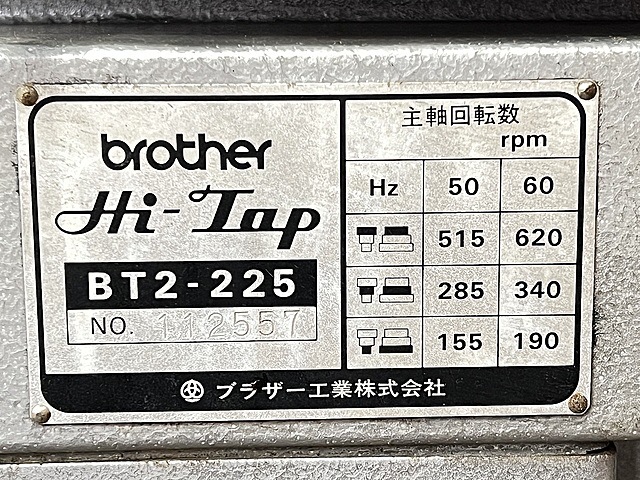 brother
Hi-Tap
BT2-225
NO. 112557
主軸回転数
rpm
Hz 50 60
515 620
285 340
155 190
ブラザー工業株式会社